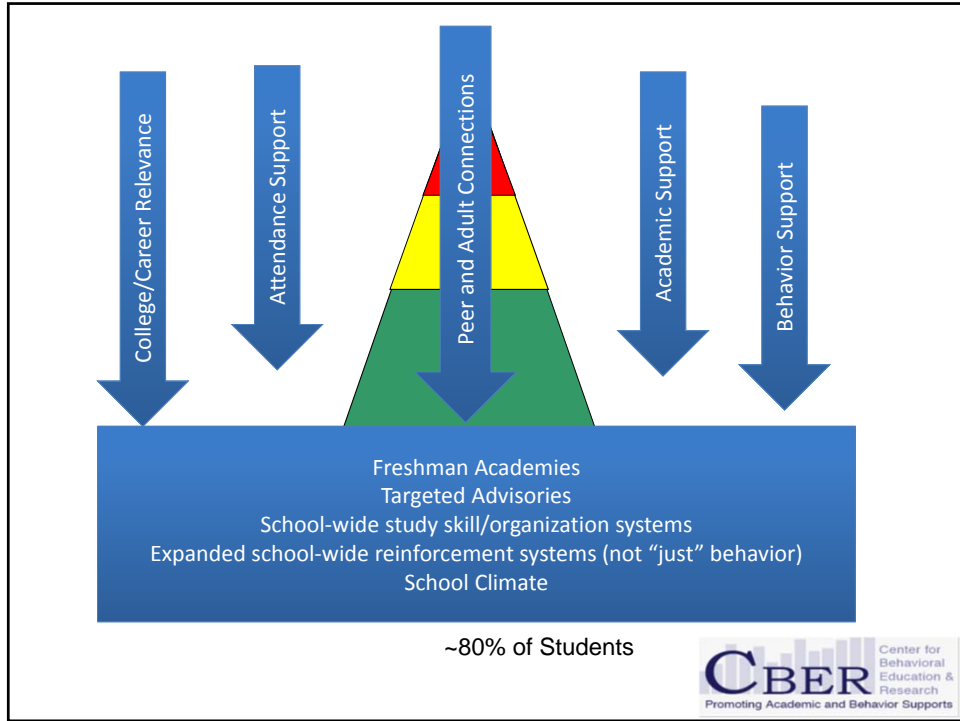 College/Career Relevance
Attendance Support
Peer and Adult Connections
Academic Support
Behavior Support
Freshman Academies
Targeted Advisories
School-wide study skill/organization systems
Expanded school-wide reinforcement systems (not “just” behavior)
School Climate
~80% of Students
CBER
Center for
Behavioral
Education &
Research
Promoting Academic and Behavior Supports